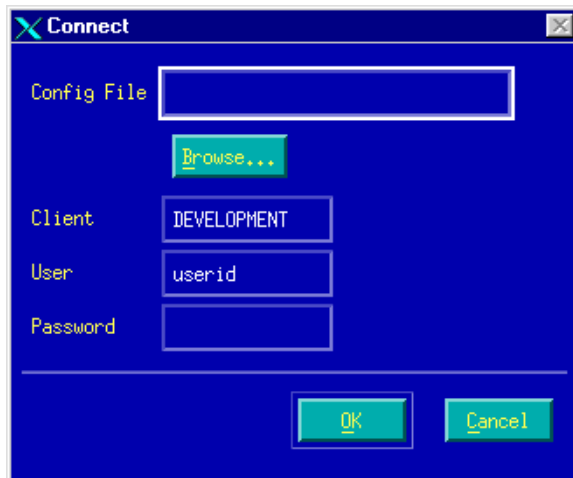 Connect
Config File
Browse...
Client DEVELOPMENT
User userid
Password
OK Cancel